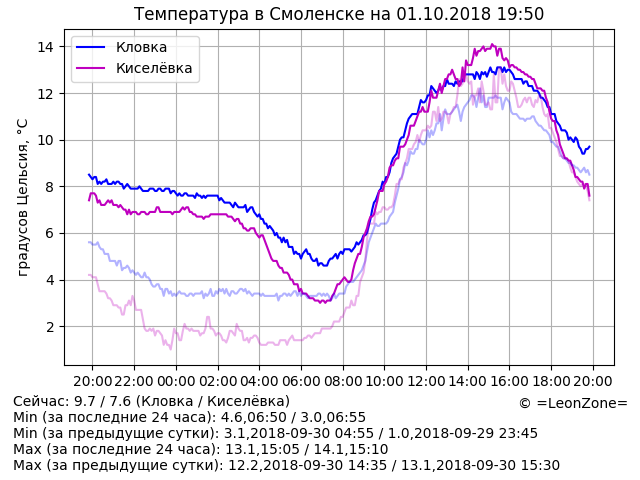 Температура в Смоленске на 01.10.2018 19:50
Кловка
Киселёвка
градусов Цельсия, °C
14
12
10
8
6
4
2
20:00 22:00 00:00 02:00 04:00 06:00 08:00 10:00 12:00 14:00 16:00 18:00 20:00
Сейчас: 9.7 / 7.6 (Кловка / Киселёвка)
© =LeonZone=
Min (за последние 24 часа): 4.6,06:50 / 3.0,06:55
Min (за предыдущие сутки): 3.1,2018-09-30 04:55 / 1.0,2018-09-29 23:45
Max (за последние 24 часа): 13.1,15:05 / 14.1,15:10
Max (за предыдущие сутки): 12.2,2018-09-30 14:35 / 13.1,2018-09-30 15:30